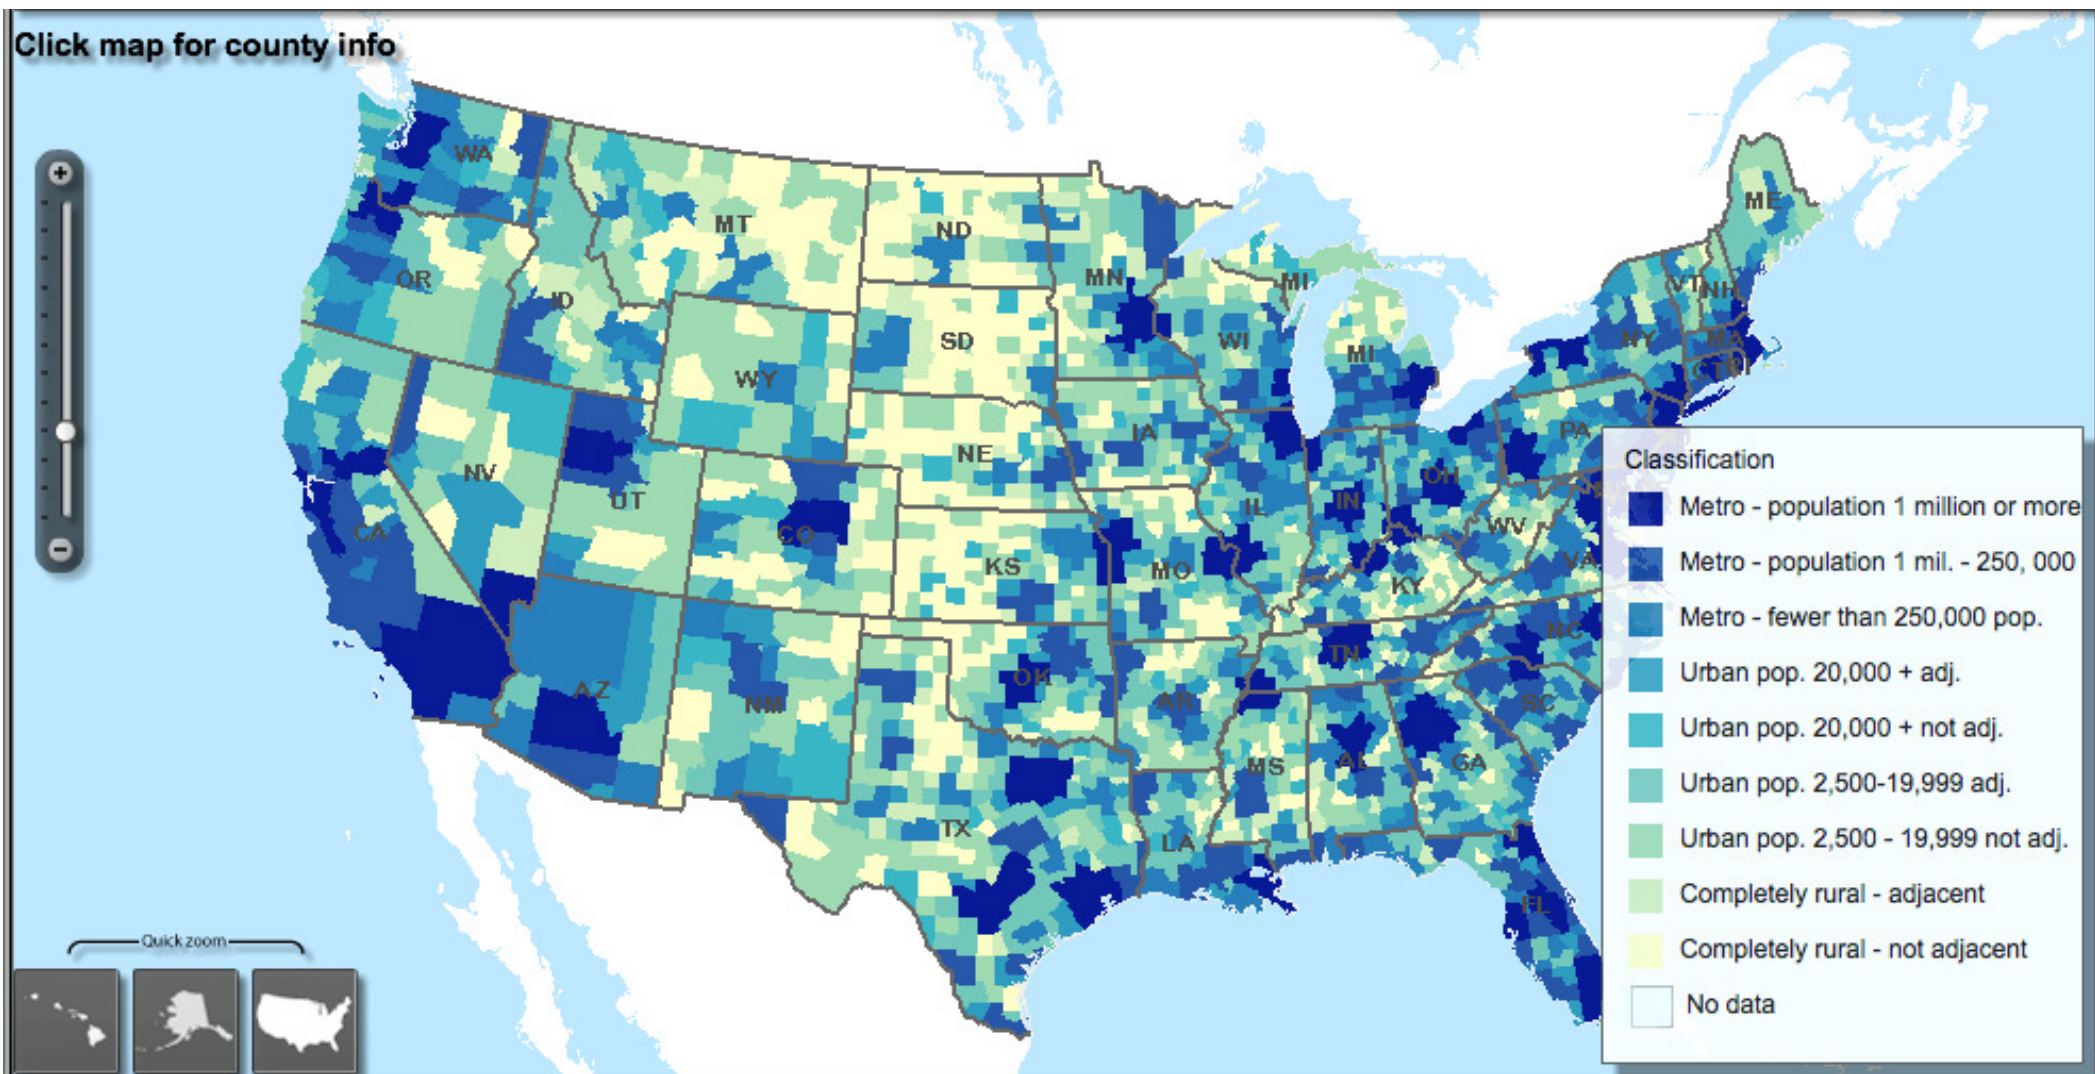 Click map for county info
WA
MT
ND
MN
ME
OR
ID
MI
VT
NH
SD
WI
NY
MA
MI
WY
CT
RI
IA
PA
NE
NV
UT
OH
IL
IN
CA
CO
WV
KS
MO
VA
KY
NC
TN
AZ
OK
NM
AR
SC
MS
AL
GA
TX
LA
FL
Classification
Metro - population 1 million or more
Metro - population 1 mil. - 250, 000
Metro - fewer than 250,000 pop.
Urban pop. 20,000 + adj.
Urban pop. 20,000 + not adj.
Urban pop. 2,500-19,999 adj.
Urban pop. 2,500 - 19,999 not adj.
Completely rural - adjacent
Completely rural - not adjacent
No data
Quick zoom